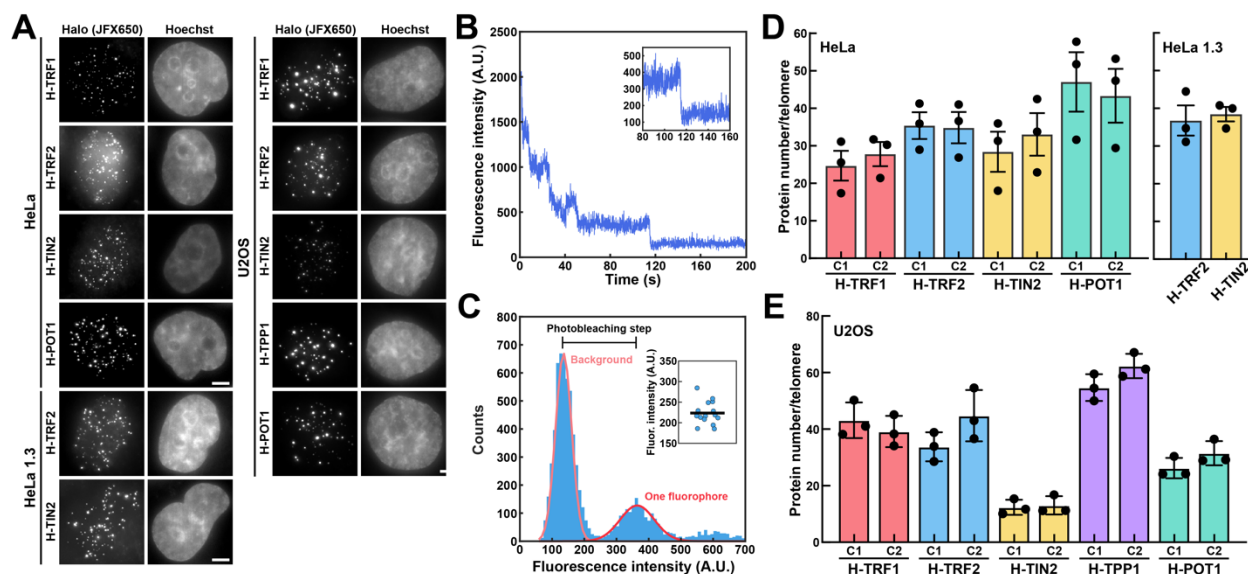 A
Halo (JFX650) Hoechst Halo (JFX650) Hoechst
HeLa
H-TRF1
H-TRF2
H-TIN2
H-POT1
HeLa 1.3
H-TRF2
H-TIN2
U2OS
H-TRF1
H-TRF2
H-TIN2
H-TPP1
H-POT1
B
Fluorescence intensity (A.U.)
2500
2000
1500
1000
500
0
0 40 80 120 160 200
Time (s)
500
400
300
200
100
0
80 100 120 140 160
C
Counts
800
700
600
500
400
300
200
100
0
0 100 200 300 400 500 600 700
Fluorescence intensity (A.U.)
Photobleaching step
Background
One fluorophore
Fluor. intensity (A.U.)
350
300
250
200
150
D
HeLa
HeLa 1.3
Protein number/telomere
60
40
20
0
C1 C2 C1 C2 C1 C2 C1 C2
H-TRF1 H-TRF2 H-TIN2 H-POT1
H-TRF2 H-TIN2
E
U2OS
Protein number/telomere
80
60
40
20
0
C1 C2 C1 C2 C1 C2 C1 C2 C1 C2
H-TRF1 H-TRF2 H-TIN2 H-TPP1 H-POT1